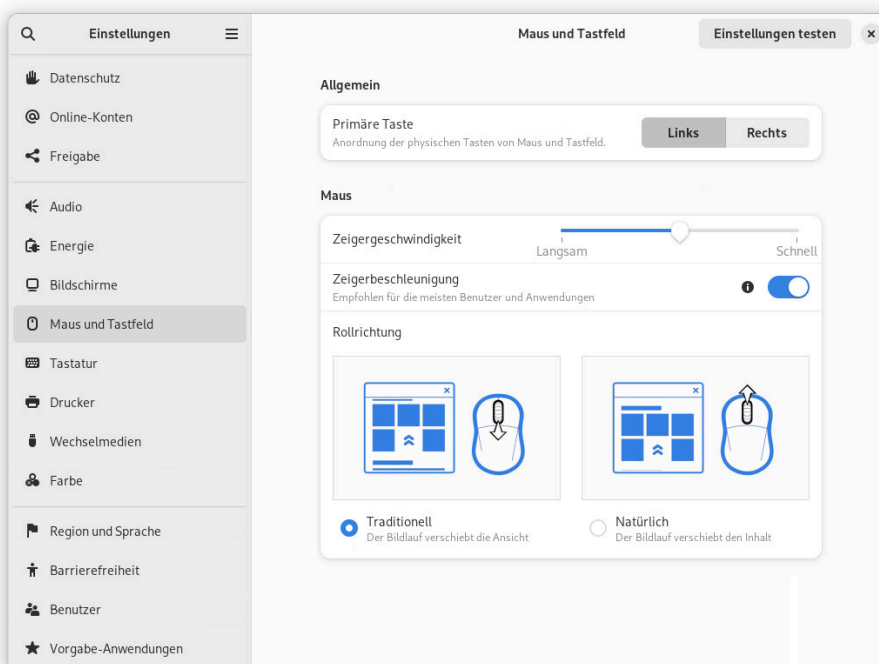 Einstellungen
Datenschutz
Online-Konten
Freigabe
Audio
Energie
Bildschirme
Maus und Tastfeld
Tastatur
Drucker
Wechselmedien
Farbe
Region und Sprache
Barrierefreiheit
Benutzer
Vorgabe-Anwendungen
Maus und Tastfeld
Einstellungen testen
Allgemein
Primäre Taste
Anordnung der physischen Tasten von Maus und Tastfeld.
Links
Rechts
Maus
Zeigergeschwindigkeit
Langsam
Schnell
Zeigerbeschleunigung
Empfohlen für die meisten Benutzer und Anwendungen
Rollrichtung
Traditionell
Der Bildlauf verschiebt die Ansicht
Natürlich
Der Bildlauf verschiebt den Inhalt